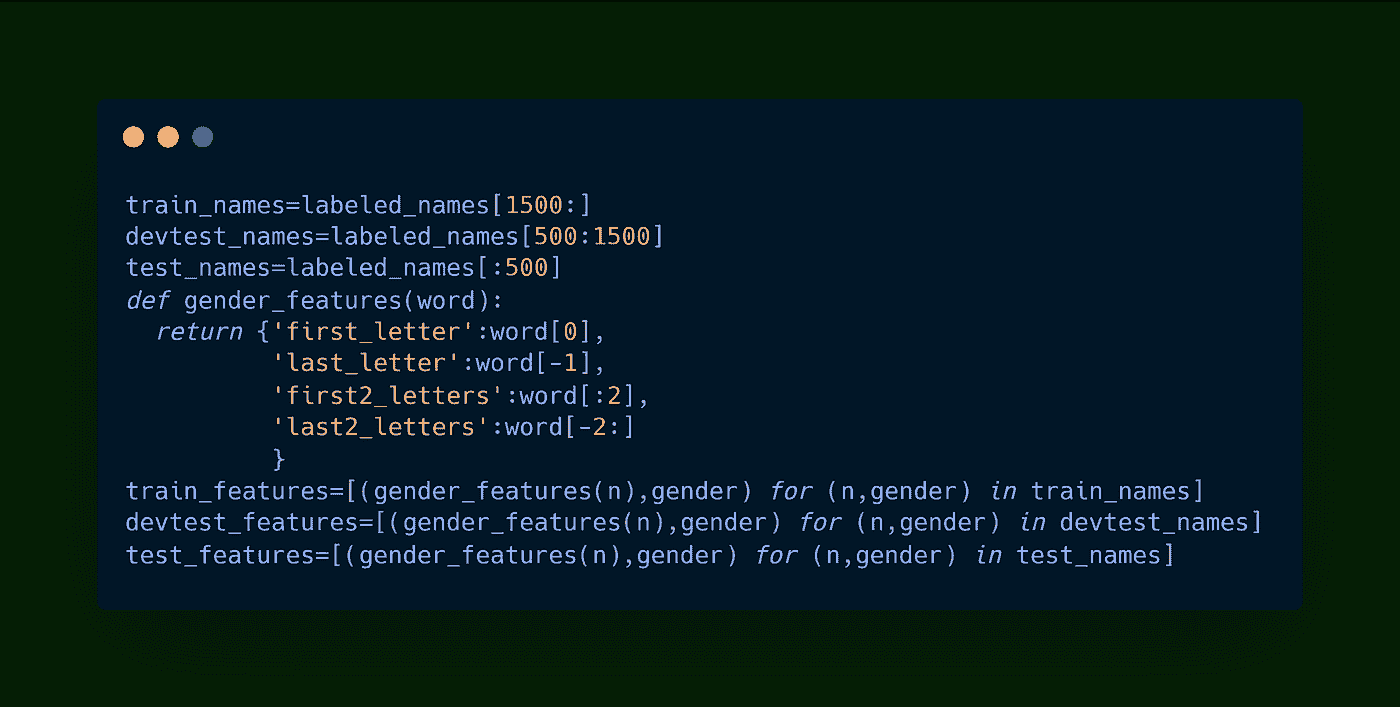 train_names=labeled_names[1500:]
devtest_names=labeled_names[500:1500]
test_names=labeled_names[:500]
def gender_features(word):
  return {'first_letter':word[0],
          'last_letter':word[-1],
          'first2_letters':word[:2],
          'last2_letters':word[-2:]
          }
train_features=[(gender_features(n),gender) for (n,gender) in train_names]
devtest_features=[(gender_features(n),gender) for (n,gender) in devtest_names]
test_features=[(gender_features(n),gender) for (n,gender) in test_names]